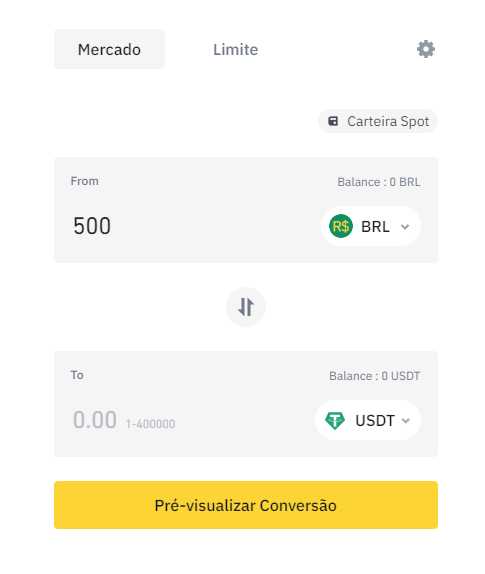 Mercado Limite
Carteira Spot
From Balance : 0 BRL
500 R$ BRL
To Balance : 0 USDT
0.00 1-400000 USDT
Pré-visualizar Conversão